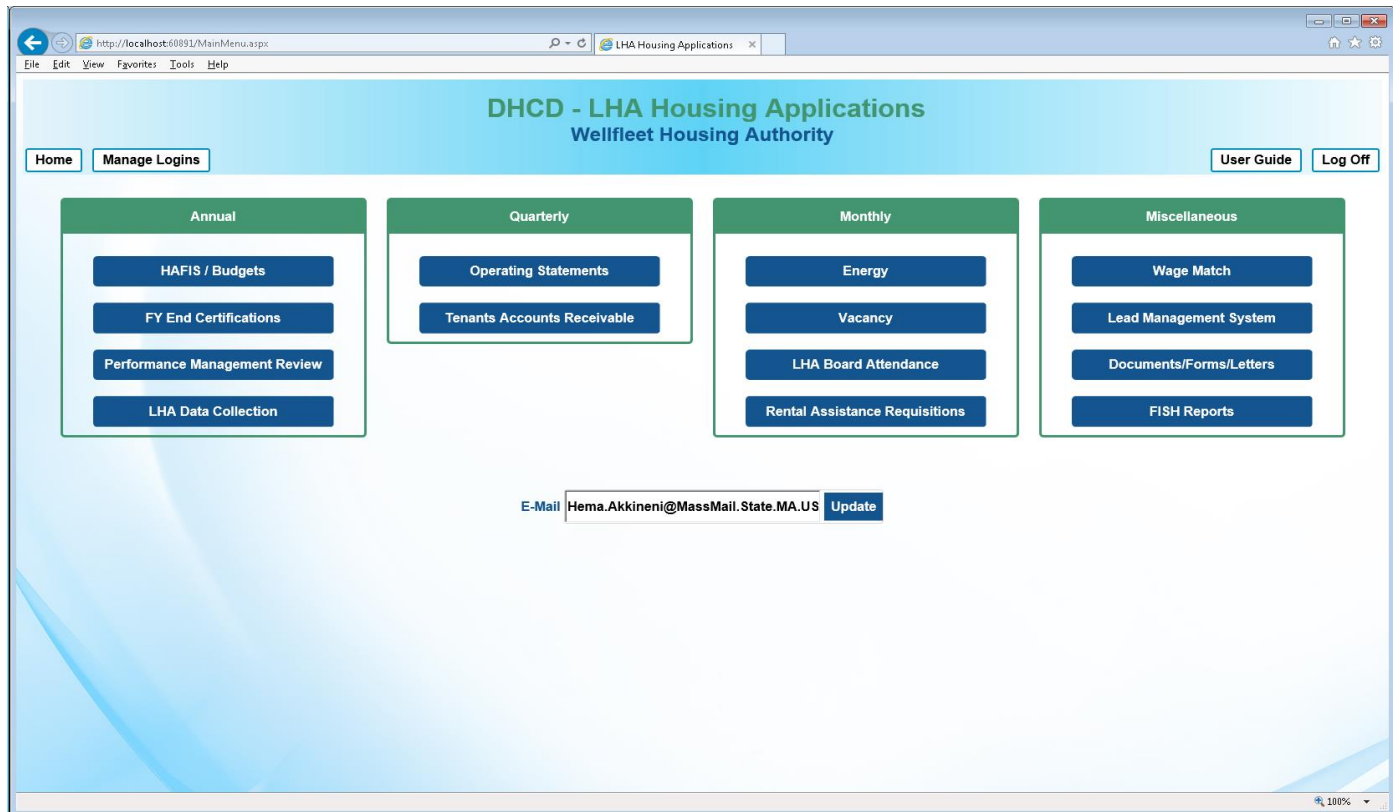 http://localhost:60891/MainMenu.aspx
LHA Housing Applications
File Edit View Favorites Tools Help
DHCD - LHA Housing Applications
Wellfleet Housing Authority
Home Manage Logins User Guide Log Off
Annual
HAFIS / Budgets
FY End Certifications
Performance Management Review
LHA Data Collection
Quarterly
Operating Statements
Tenants Accounts Receivable
Monthly
Energy
Vacancy
LHA Board Attendance
Rental Assistance Requisitions
Miscellaneous
Wage Match
Lead Management System
Documents/Forms/Letters
FISH Reports
E-Mail Hema.Akkineni@MassMail.State.MA.US Update
100%